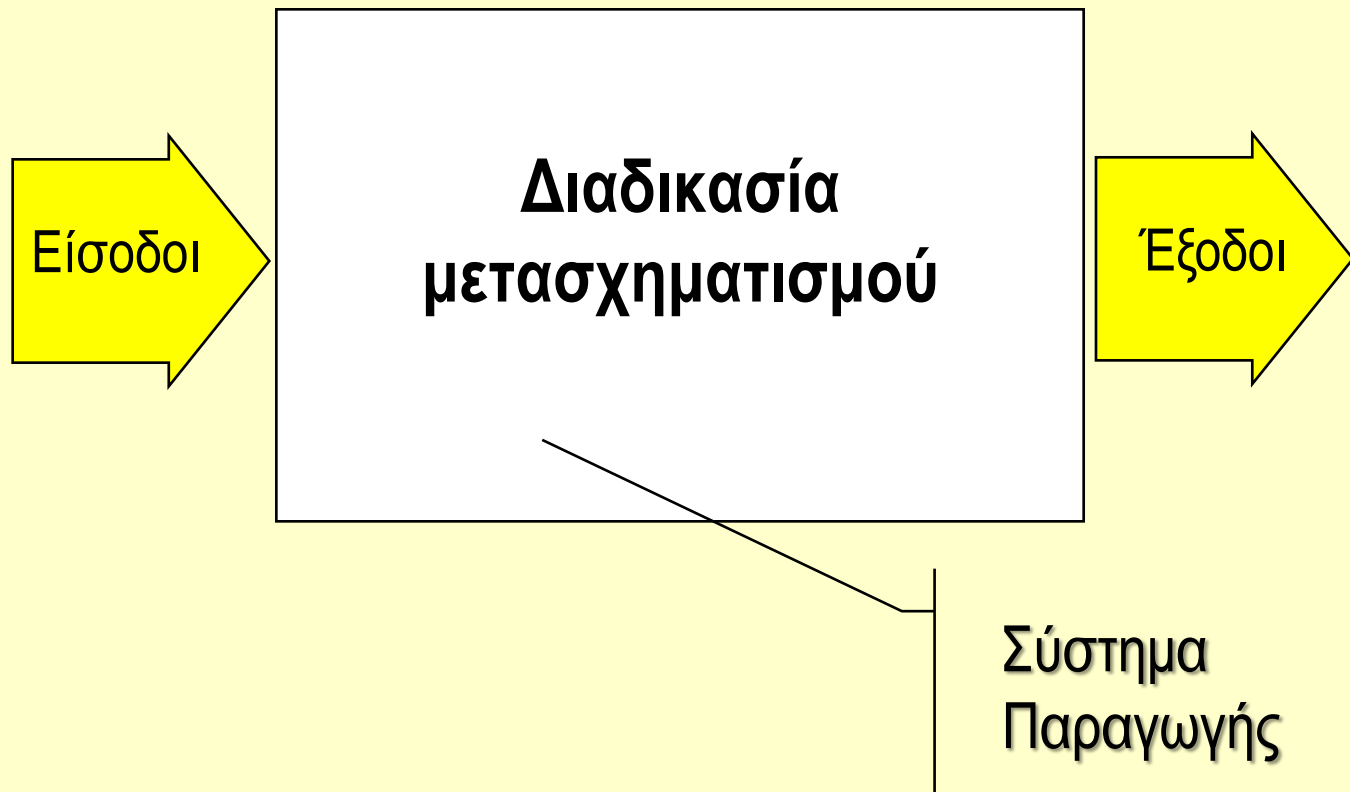 Διαδικασία
μετασχηματισμού
Είσοδοι
Έξοδοι
Σύστημα
Παραγωγής